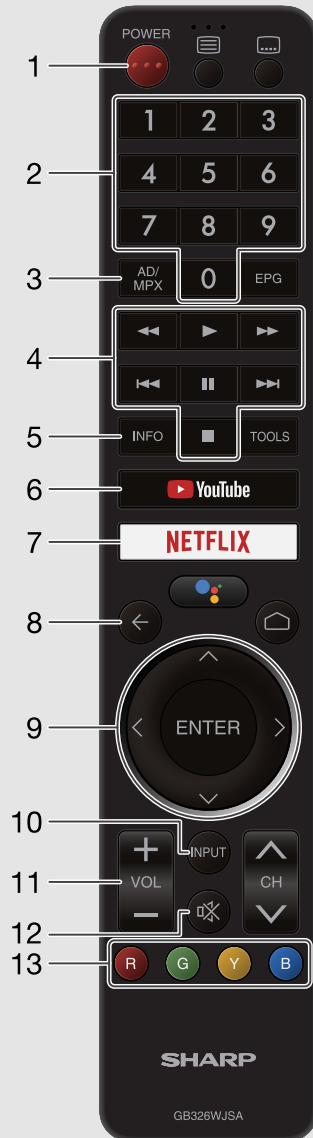 POWER
1
1 2 3
2
4 5 6
7 8 9
3
AD/
MPX
0
EPG
4
5
INFO
TOOLS
6
YouTube
7
NETFLIX
8
9
ENTER
10
INPUT
11
+
VOL
−
CH
12
13
R G Y B
SHARP
GB326WJSA